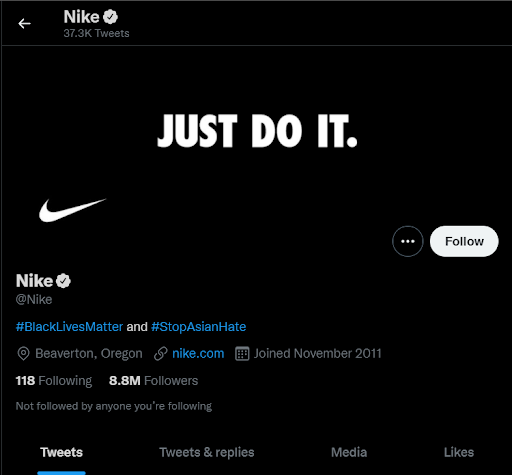 Nike
37.3K Tweets
JUST DO IT.
Follow
Nike
@Nike
#BlackLivesMatter and #StopAsianHate
Beaverton, Oregon nike.com Joined November 2011
118 Following 8.8M Followers
Not followed by anyone you're following
Tweets Tweets & replies Media Likes